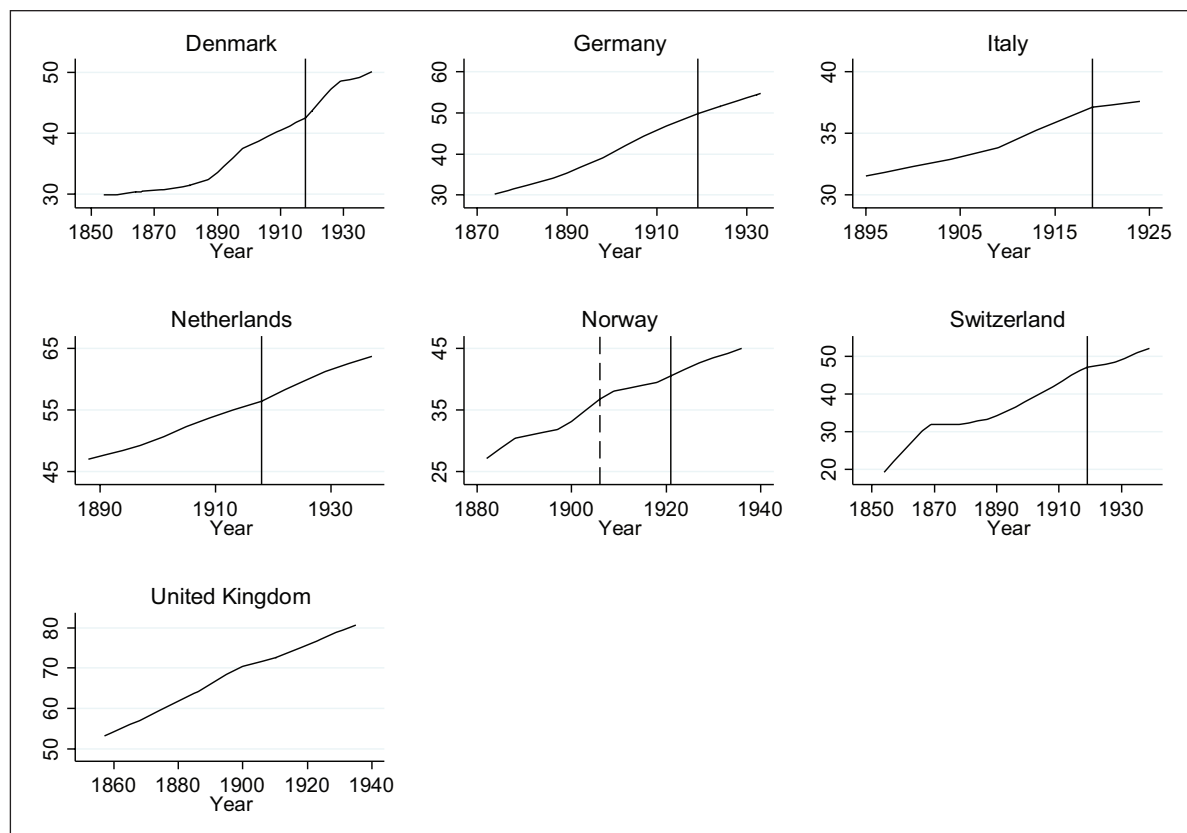 Denmark
50
40
30
1850 1870 1890 1910 1930
Year
Germany
60
50
40
30
1870 1890 1910 1930
Year
Italy
40
35
30
1895 1905 1915 1925
Year
Netherlands
65
55
45
1890 1910 1930
Year
Norway
45
35
25
1880 1900 1920 1940
Year
Switzerland
50
40
30
20
1850 1870 1890 1910 1930
Year
United Kingdom
80
70
60
50
1860 1880 1900 1920 1940
Year